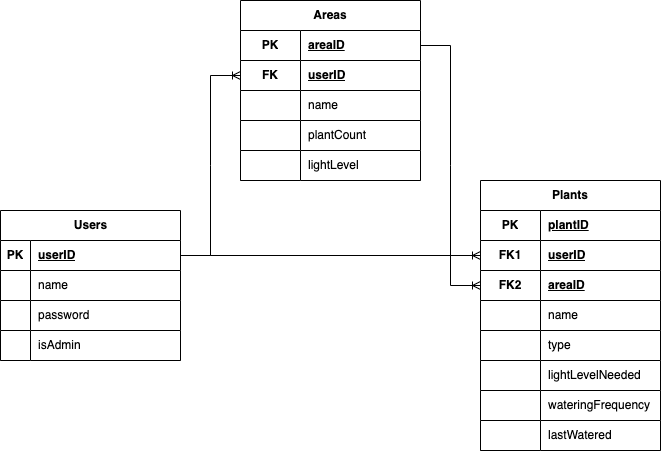 Areas
PK areaID
FK userID
name
plantCount
lightLevel
Users
PK userID
name
password
isAdmin
Plants
PK plantID
FK1 userID
FK2 areaID
name
type
lightLevelNeeded
wateringFrequency
lastWatered